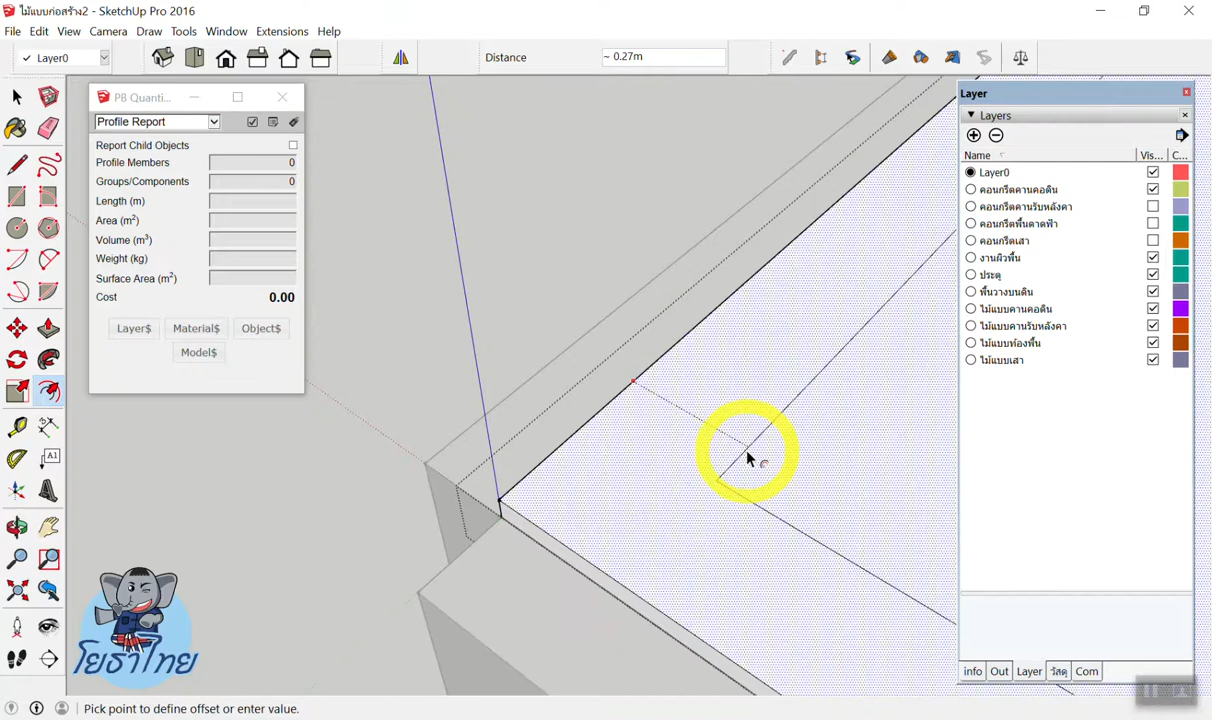 ไม้แบบก่อสร้าง2 - SketchUp Pro 2016
File Edit View Camera Draw Tools Window Extensions Help
Layer0
Distance
~ 0.27m
PB Quanti...
Profile Report
Report Child Objects
Profile Members 0
Groups/Components 0
Length (m)
Area (m²)
Volume (m³)
Weight (kg)
Surface Area (m²)
Cost 0.00
Layer$ Material$ Object$
Model$
Layer
Layers
Name Vis... C...
Layer0
คอนกรีตคานคอดิน
คอนกรีตคานรับหลังคา
คอนกรีตพื้นดาดฟ้า
คอนกรีตเสา
งานผิวพื้น
ประตู
พื้นวางบนดิน
ไม้แบบคานคอดิน
ไม้แบบคานรับหลังคา
ไม้แบบท้องพื้น
ไม้แบบเสา
info Out Layer วัสดุ Com
A1
โยธาไทย
Pick point to define offset or enter value.